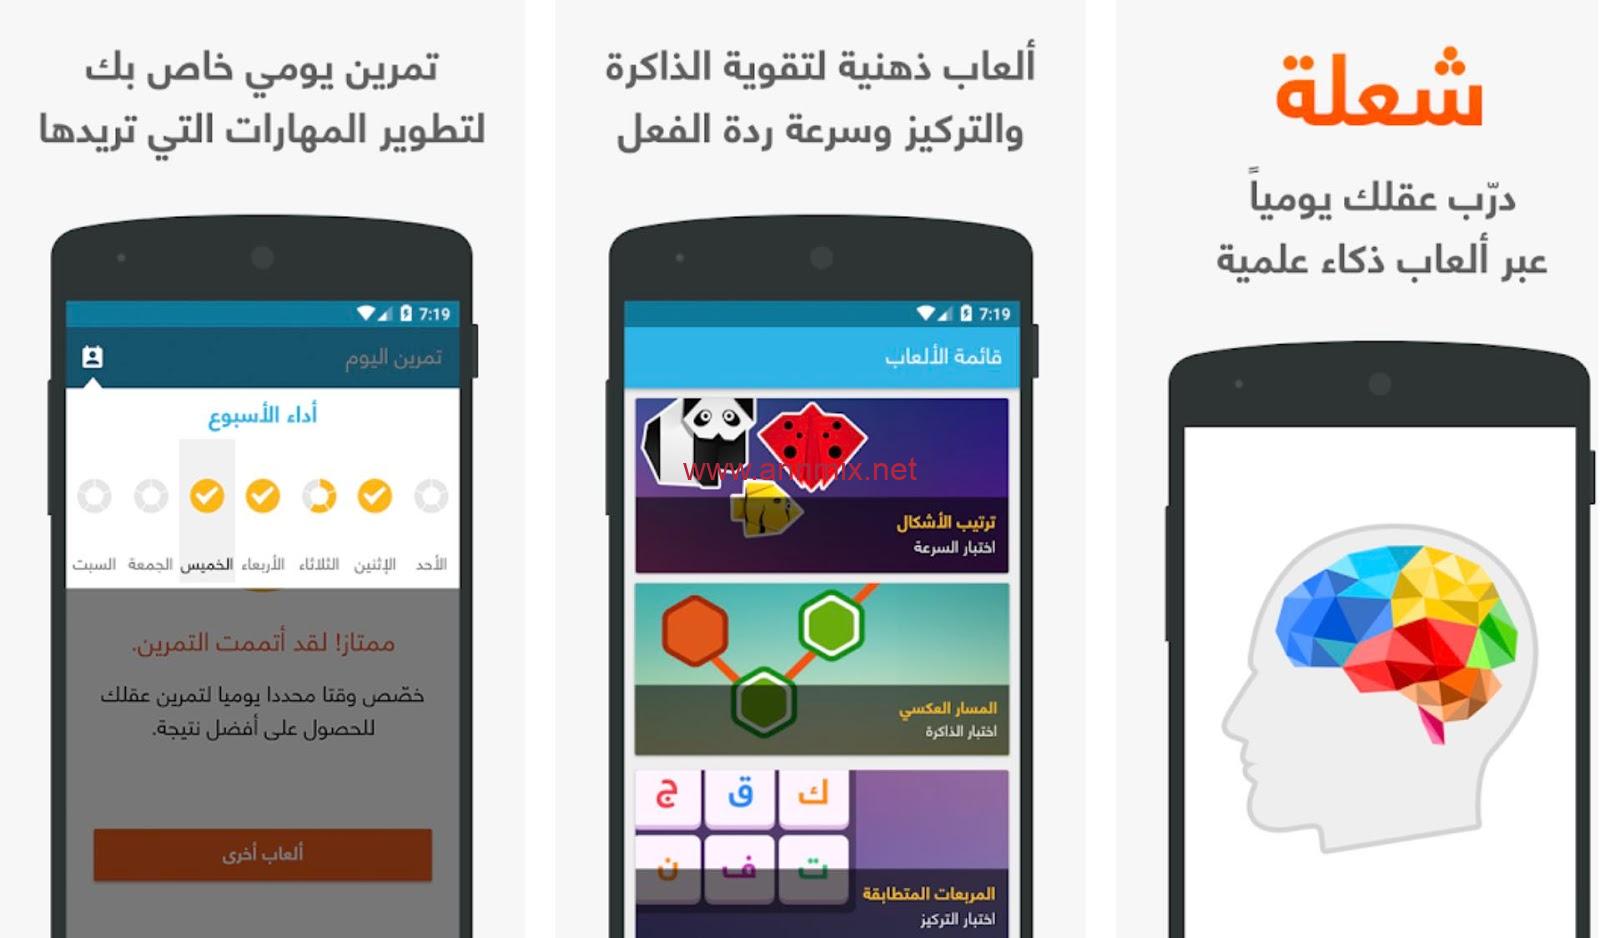 شعلة
درّب عقلك يومياً
عبر ألعاب ذكاء علمية
ألعاب ذهنية لتقوية الذاكرة
والتركيز وسرعة ردة الفعل
7:19
قائمة الألعاب
www.andmix.net
ترتيب الأشكال
اختبار السرعة
المسار العكسي
اختبار الذاكرة
ك ق ج
ت ف ن
المربعات المتطابقة
اختبار التركيز
تمرين يومي خاص بك
لتطوير المهارات التي تريدها
7:19
تمرين اليوم
أداء الأسبوع
الأحد الإثنين الثلاثاء الأربعاء الخميس الجمعة السبت
ممتاز! لقد أتممت التمرين.
خصّص وقتا محددا يوميا لتمرين عقلك
للحصول على أفضل نتيجة.
ألعاب أخرى